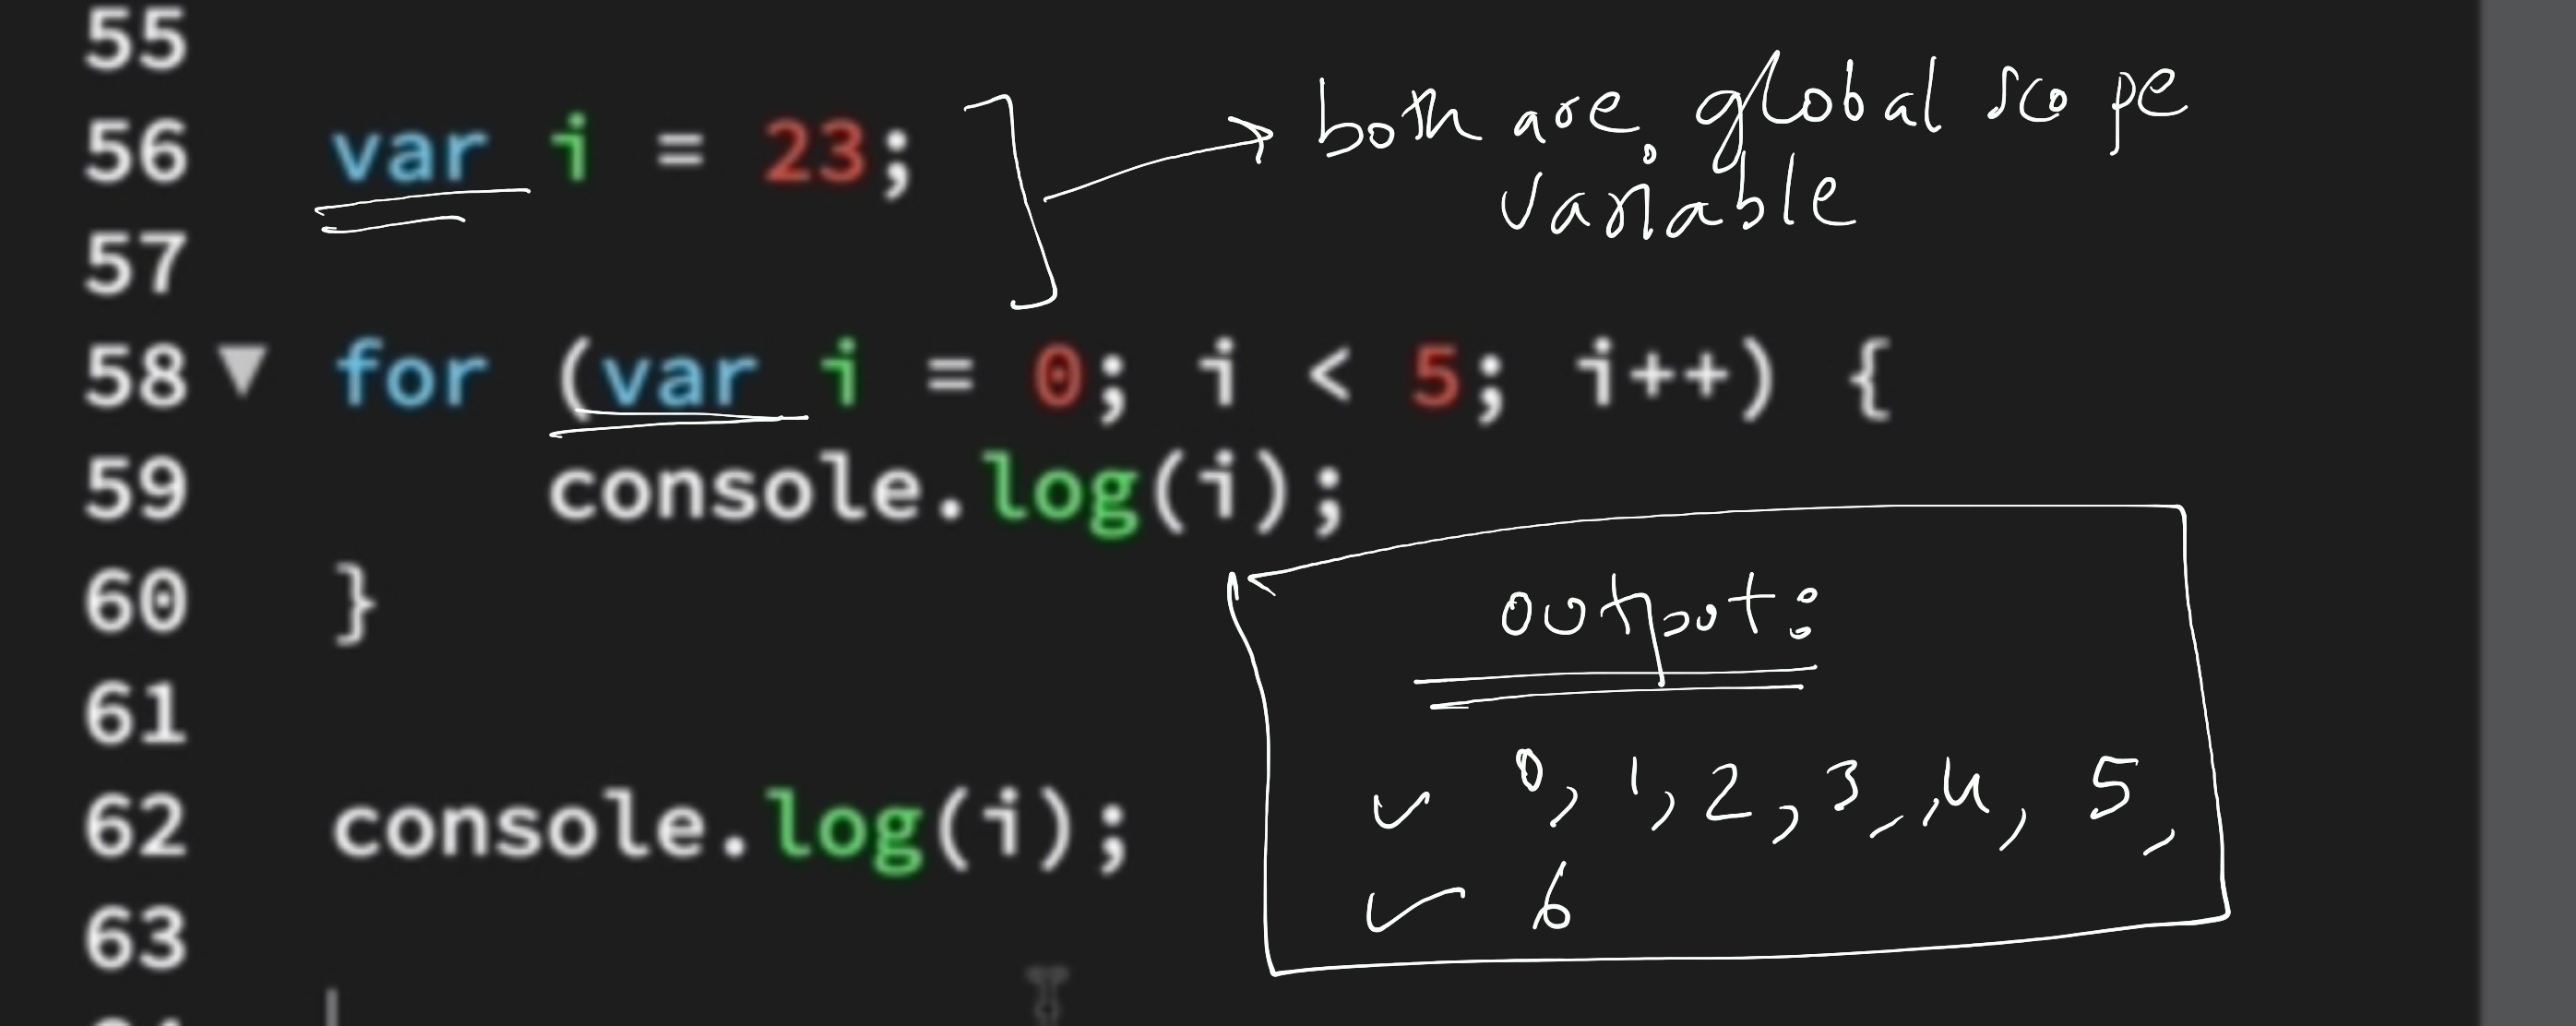 55
56 var i = 23;
both are global scope
variable
57
58 ▼ for (var i = 0; i < 5; i++) {
59 console.log(i);
60 }
output:
61
0, 1, 2, 3, 4, 5,
62 console.log(i);
6
63